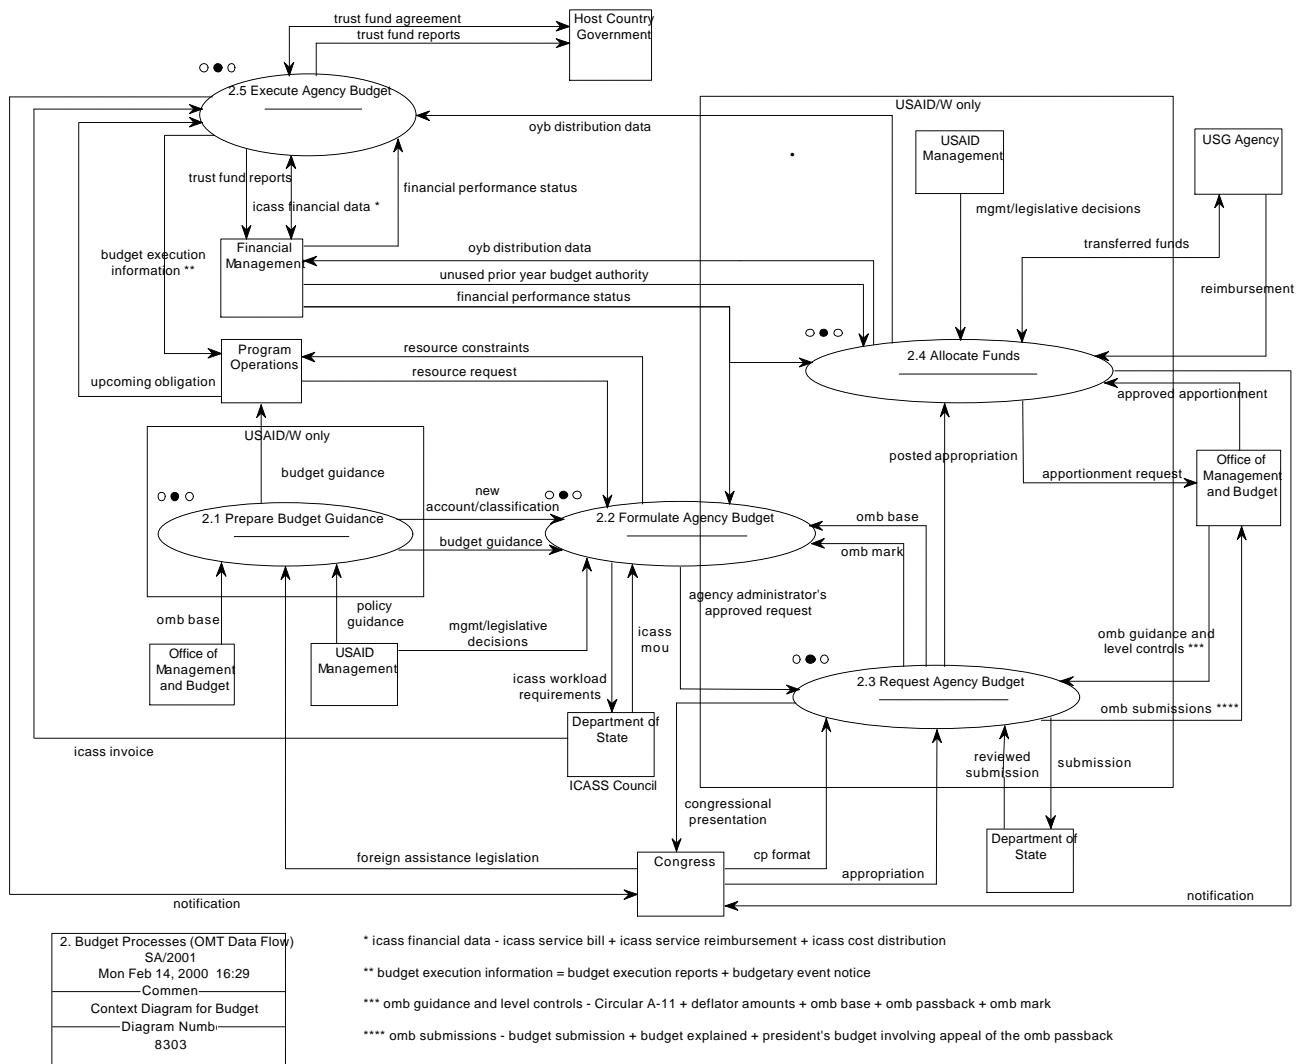 trust fund agreement
trust fund reports
Host Country
Government
2.5 Execute Agency Budget
USAID/W only
oyb distribution data
USAID
Management
USG Agency
trust fund reports
financial performance status
icass financial data *
mgmt/legislative decisions
Financial
Management
budget execution
information **
oyb distribution data
transferred funds
unused prior year budget authority
reimbursement
financial performance status
Program
Operations
resource constraints
2.4 Allocate Funds
resource request
upcoming obligation
approved apportionment
USAID/W only
budget guidance
posted appropriation
apportionment request
Office of
Management
and Budget
new
account/classification
2.1 Prepare Budget Guidance
2.2 Formulate Agency Budget
omb base
budget guidance
omb mark
agency administrator's
approved request
omb base
policy
guidance
mgmt/legislative
decisions
icass
mou
omb guidance and
level controls ***
Office of
Management
and Budget
USAID
Management
icass workload
requirements
2.3 Request Agency Budget
omb submissions ****
Department of
State
icass invoice
ICASS Council
reviewed
submission
submission
congressional
presentation
Department of
State
foreign assistance legislation
Congress
cp format
appropriation
notification
notification
2. Budget Processes (OMT Data Flow)
SA/2001
Mon Feb 14, 2000 16:29
Commen
Context Diagram for Budget
Diagram Numb
8303
* icass financial data - icass service bill + icass service reimbursement + icass cost distribution
** budget execution information = budget execution reports + budgetary event notice
*** omb guidance and level controls - Circular A-11 + deflator amounts + omb base + omb passback + omb mark
**** omb submissions - budget submission + budget explained + president's budget involving appeal of the omb passback